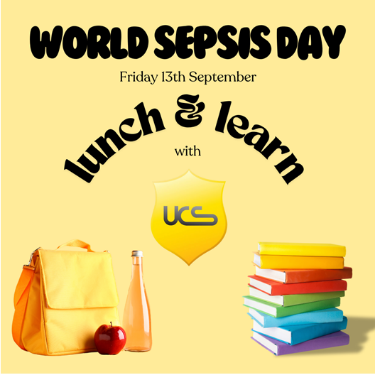 WORLD SEPSIS DAY
Friday 13th September
lunch & learn
with
UCS